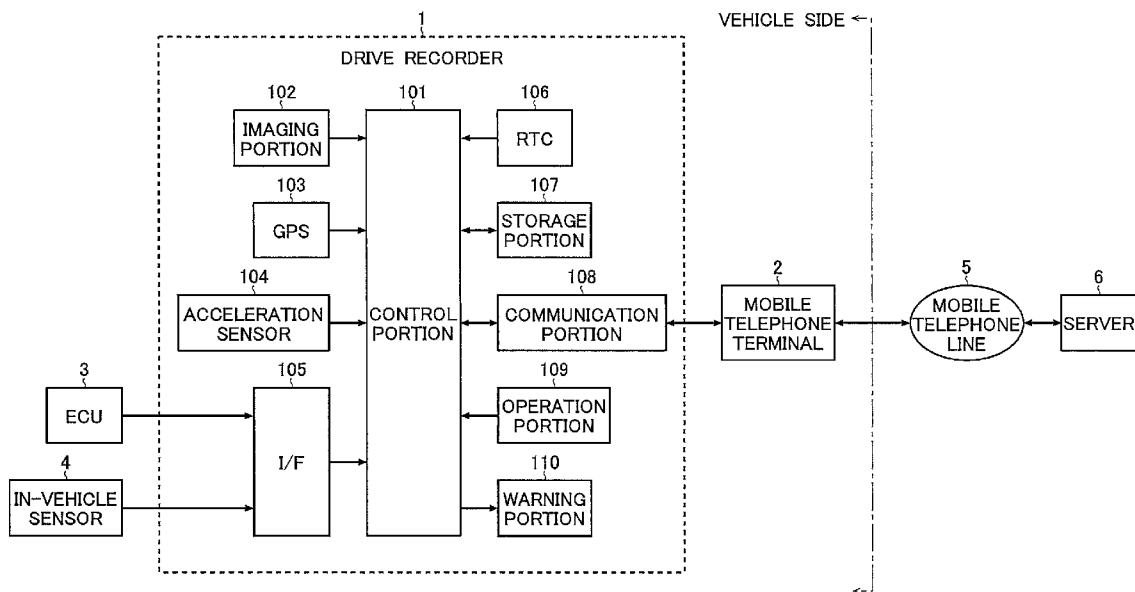 1
VEHICLE SIDE
DRIVE RECORDER
102
101
106
IMAGING
PORTION
RTC
103
107
GPS
STORAGE
PORTION
104
108
2
5
6
ACCELERATION
SENSOR
CONTROL
PORTION
COMMUNICATION
PORTION
MOBILE
TELEPHONE
TERMINAL
MOBILE
TELEPHONE
LINE
SERVER
3
105
109
ECU
I/F
OPERATION
PORTION
4
110
IN-VEHICLE
SENSOR
WARNING
PORTION